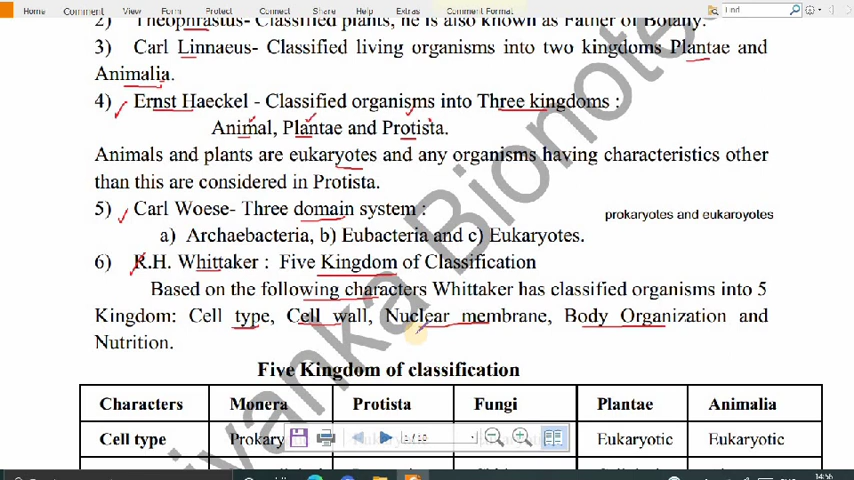 Home Comment View Form Protect Connect Share Help Extras Comment Format Find
2) Theophrastus- Classified plants, he is also known as Father of Botany.
3) Carl Linnaeus- Classified living organisms into two kingdoms Plantae and
Animalia.
4) Ernst Haeckel - Classified organisms into Three kingdoms :
Animal, Plantae and Protista.
Animals and plants are eukaryotes and any organisms having characteristics other
than this are considered in Protista.
5) Carl Woese- Three domain system :
prokaryotes and eukaroyotes
a) Archaebacteria, b) Eubacteria and c) Eukaryotes.
6) R.H. Whittaker : Five Kingdom of Classification
Based on the following characters Whittaker has classified organisms into 5
Kingdom: Cell type, Cell wall, Nuclear membrane, Body Organization and
Nutrition.
Five Kingdom of classification
Characters Monera Protista Fungi Plantae Animalia
Cell type Prokary Eukaryotic Eukaryotic
14:56